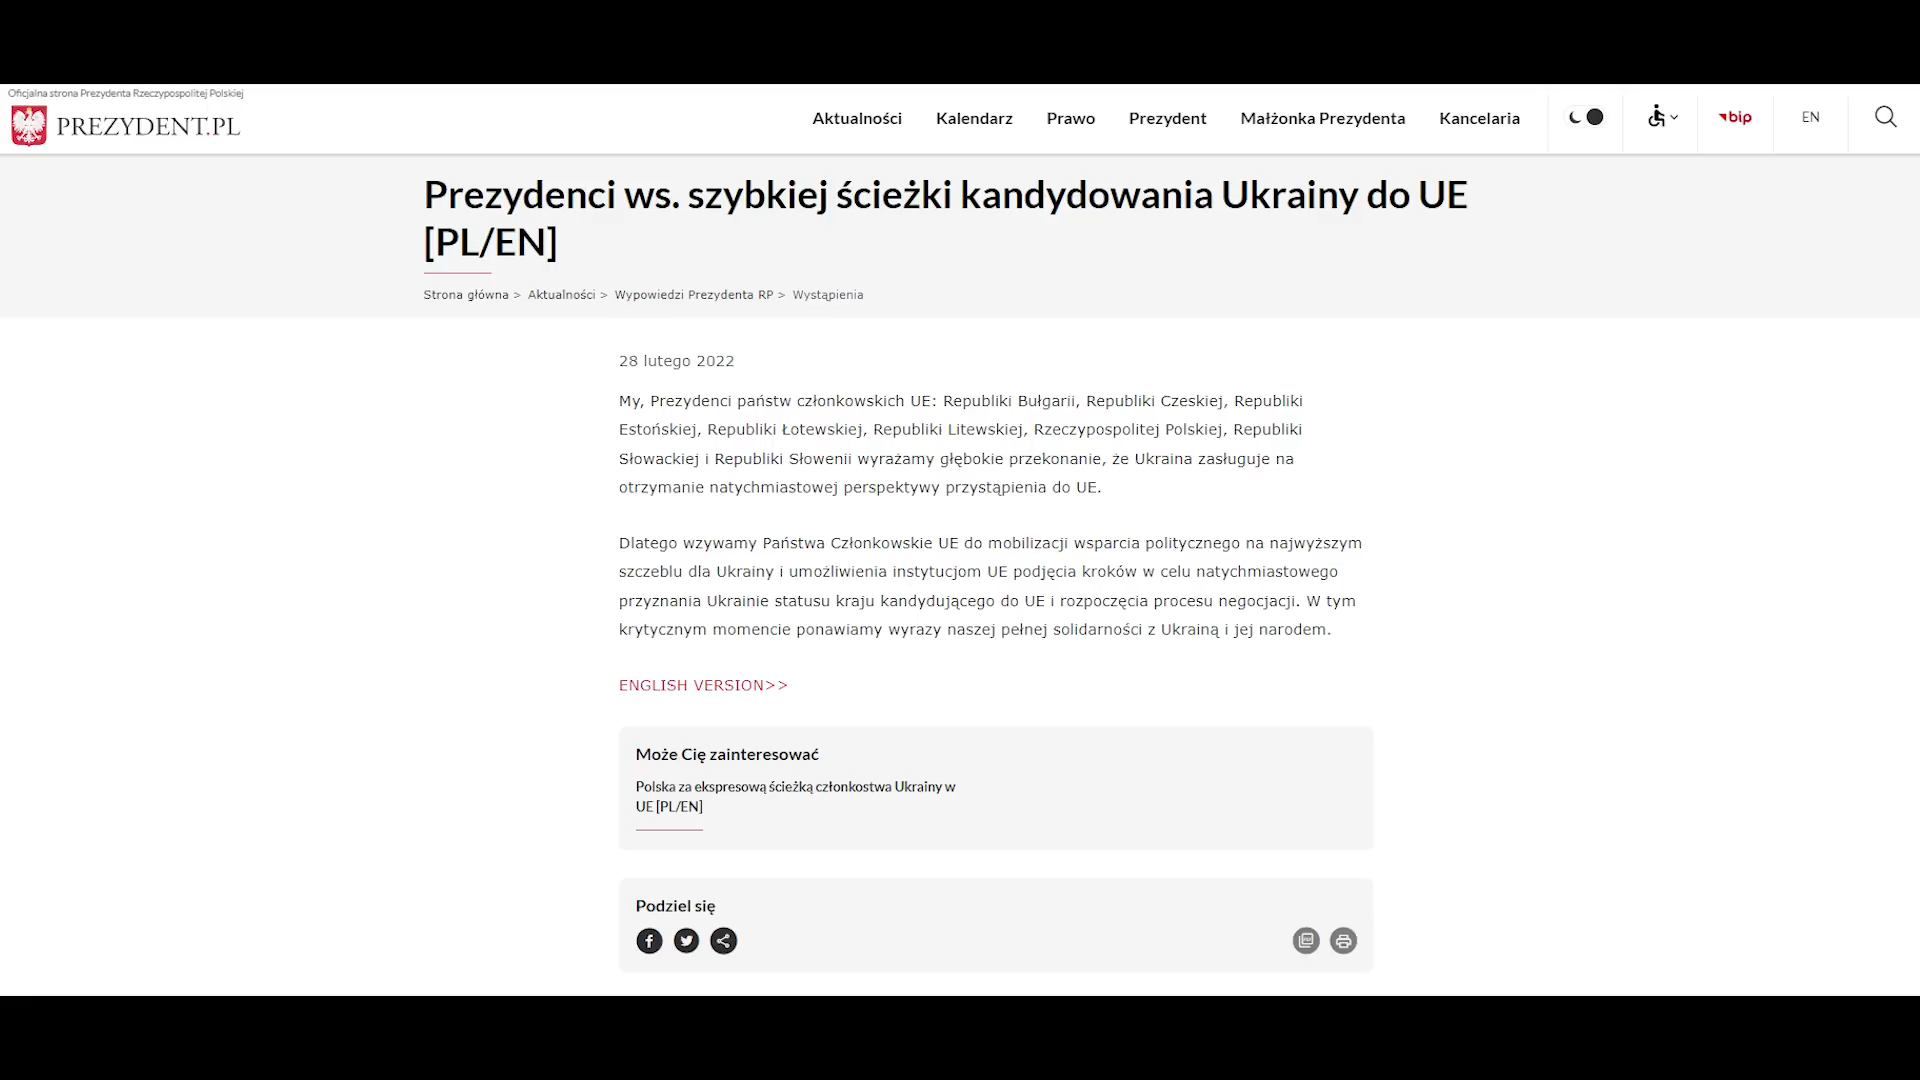 Oficjalna strona Prezydenta Rzeczypospolitej Polskiej
PREZYDENT.PL
Aktualności Kalendarz Prawo Prezydent Małżonka Prezydenta Kancelaria bip EN
Prezydenci ws. szybkiej ścieżki kandydowania Ukrainy do UE
[PL/EN]
Strona główna > Aktualności > Wypowiedzi Prezydenta RP > Wystąpienia
28 lutego 2022
My, Prezydenci państw członkowskich UE: Republiki Bułgarii, Republiki Czeskiej, Republiki
Estońskiej, Republiki Łotewskiej, Republiki Litewskiej, Rzeczypospolitej Polskiej, Republiki
Słowackiej i Republiki Słowenii wyrażamy głębokie przekonanie, że Ukraina zasługuje na
otrzymanie natychmiastowej perspektywy przystąpienia do UE.
Dlatego wzywamy Państwa Członkowskie UE do mobilizacji wsparcia politycznego na najwyższym
szczeblu dla Ukrainy i umożliwienia instytucjom UE podjęcia kroków w celu natychmiastowego
przyznania Ukrainie statusu kraju kandydującego do UE i rozpoczęcia procesu negocjacji. W tym
krytycznym momencie ponawiamy wyrazy naszej pełnej solidarności z Ukrainą i jej narodem.
ENGLISH VERSION>>
Może Cię zainteresować
Polska za ekspresową ścieżką członkostwa Ukrainy w
UE [PL/EN]
Podziel się